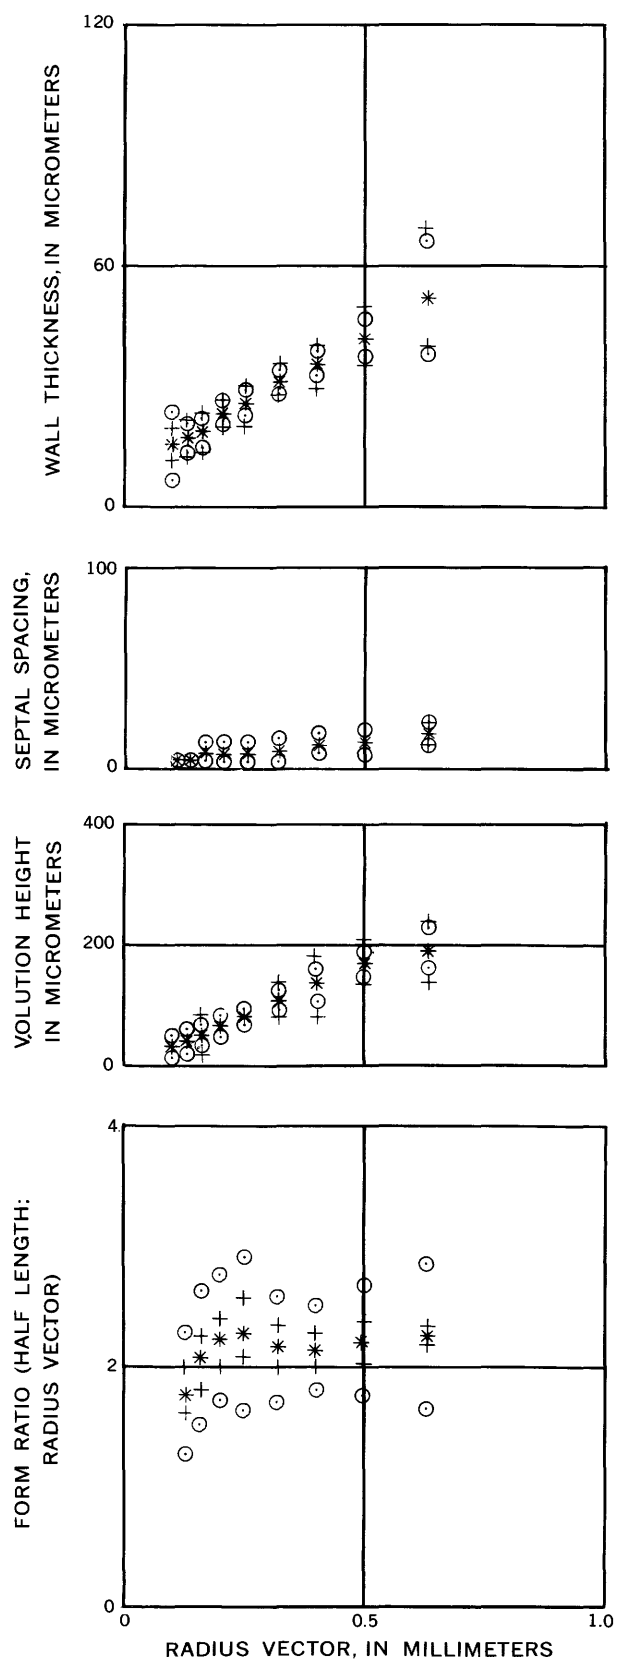 120
WALL THICKNESS, IN MICROMETERS
60
0
100
SEPTAL SPACING,
IN MICROMETERS
0
400
VOLUTION HEIGHT
IN MICROMETERS
200
0
4
FORM RATIO (HALF LENGTH:
RADIUS VECTOR)
2
0
0 0.5 1.0
RADIUS VECTOR, IN MILLIMETERS